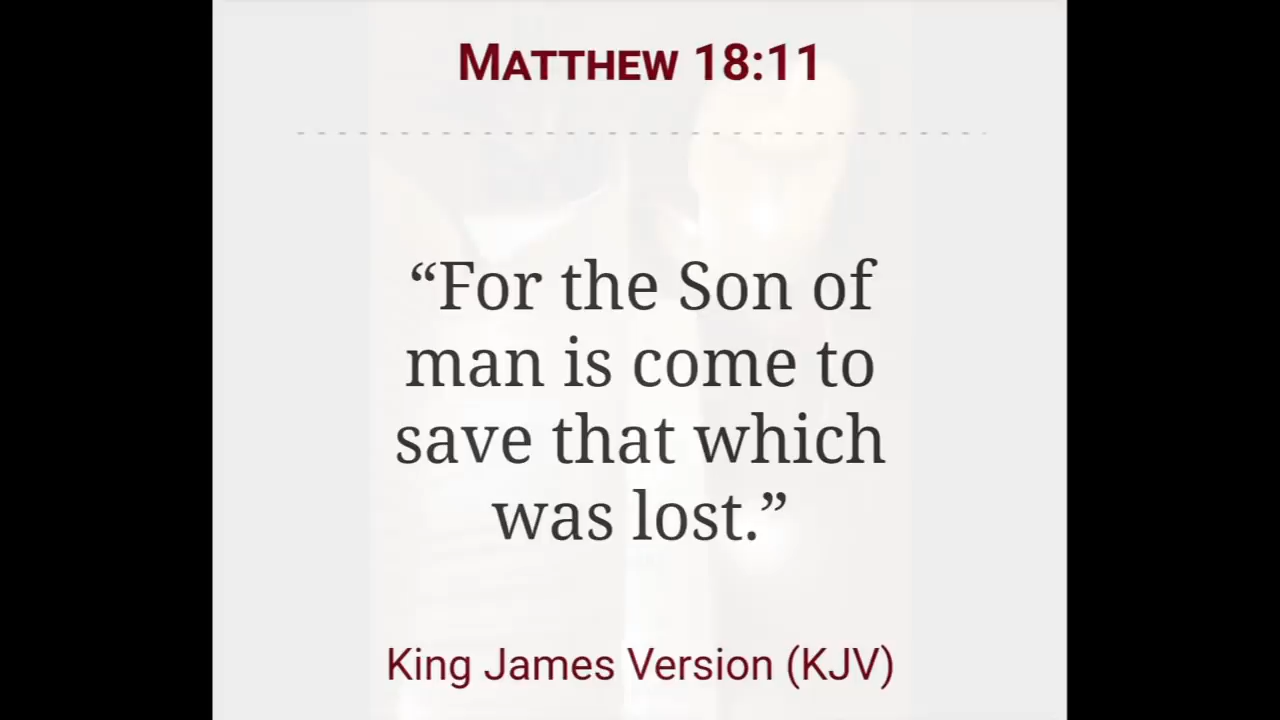 MATTHEW 18:11
“For the Son of
man is come to
save that which
was lost.”
King James Version (KJV)